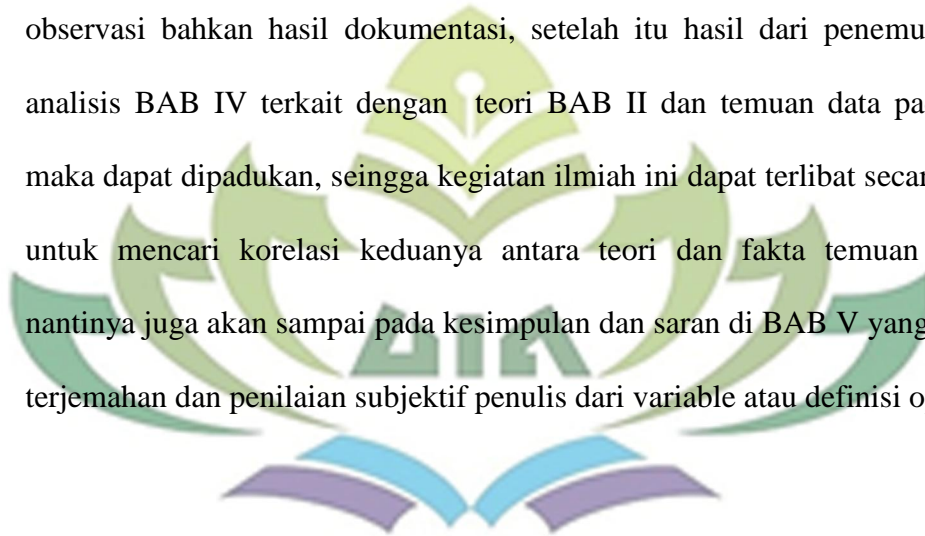 observasi bahkan hasil dokumentasi, setelah itu hasil dari penemu
analisis BAB IV terkait dengan teori BAB II dan temuan data pa
maka dapat dipadukan, seingga kegiatan ilmiah ini dapat terlibat secar
untuk mencari korelasi keduanya antara teori dan fakta temuan
nantinya juga akan sampai pada kesimpulan dan saran di BAB V yang
terjemahan dan penilaian subjektif penulis dari variable atau definisi o